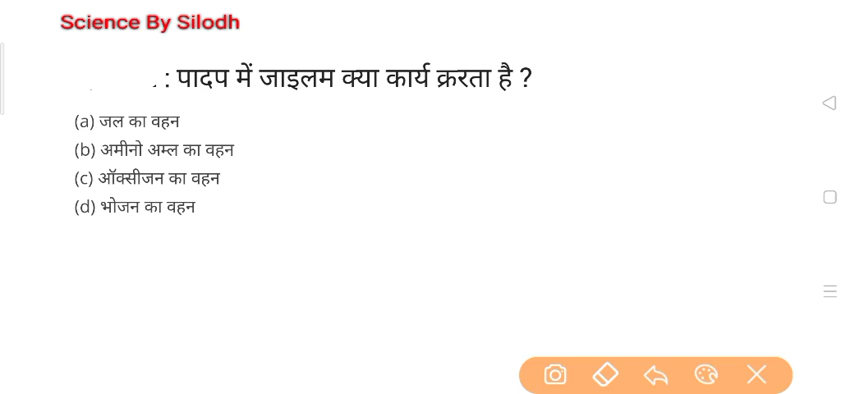 Science By Silodh
: पादप में जाइलम क्या कार्य क्ररता है ?
(a) जल का वहन
(b) अमीनो अम्ल का वहन
(c) ऑक्सीजन का वहन
(d) भोजन का वहन